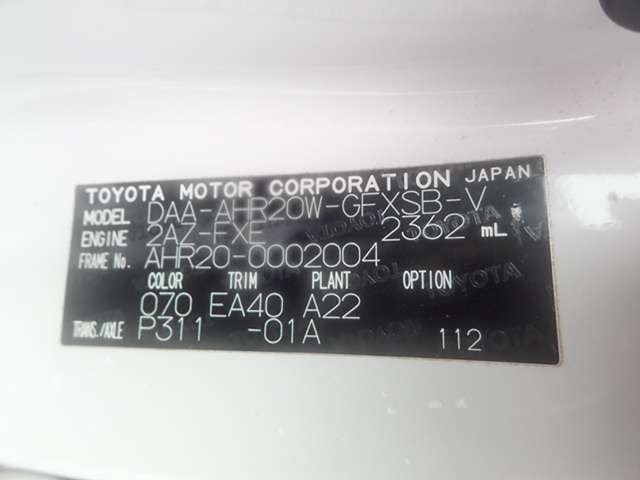 TOYOTA MOTOR CORPORATION JAPAN
MODEL DAA-AHR20W-GFXSB-V
ENGINE 2AZ-FXE 2362 mL
FRAME No. AHR20-0002004
COLOR TRIM PLANT OPTION
070 EA40 A22
TRANS./AXLE P311 -01A 112